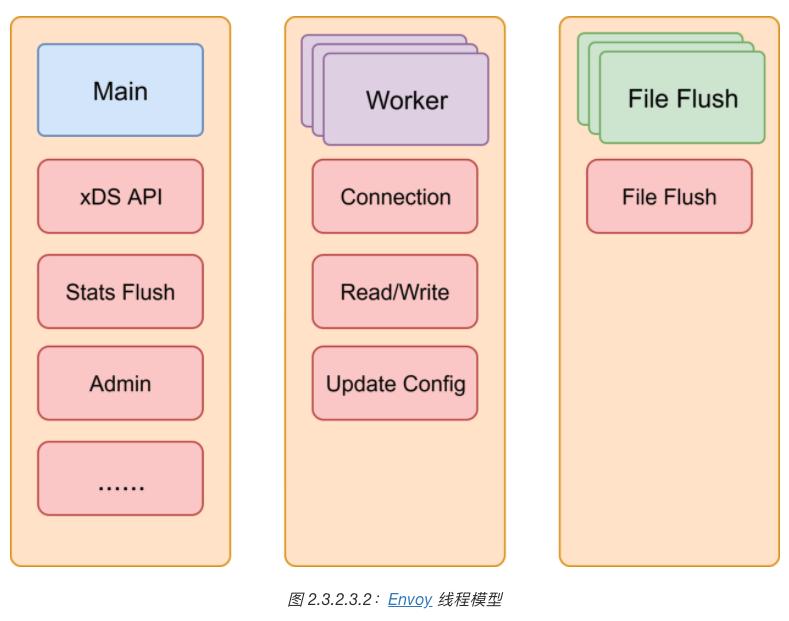 Main
xDS API
Stats Flush
Admin
......
Worker
Connection
Read/Write
Update Config
File Flush
File Flush
图 2.3.2.3.2：Envoy 线程模型